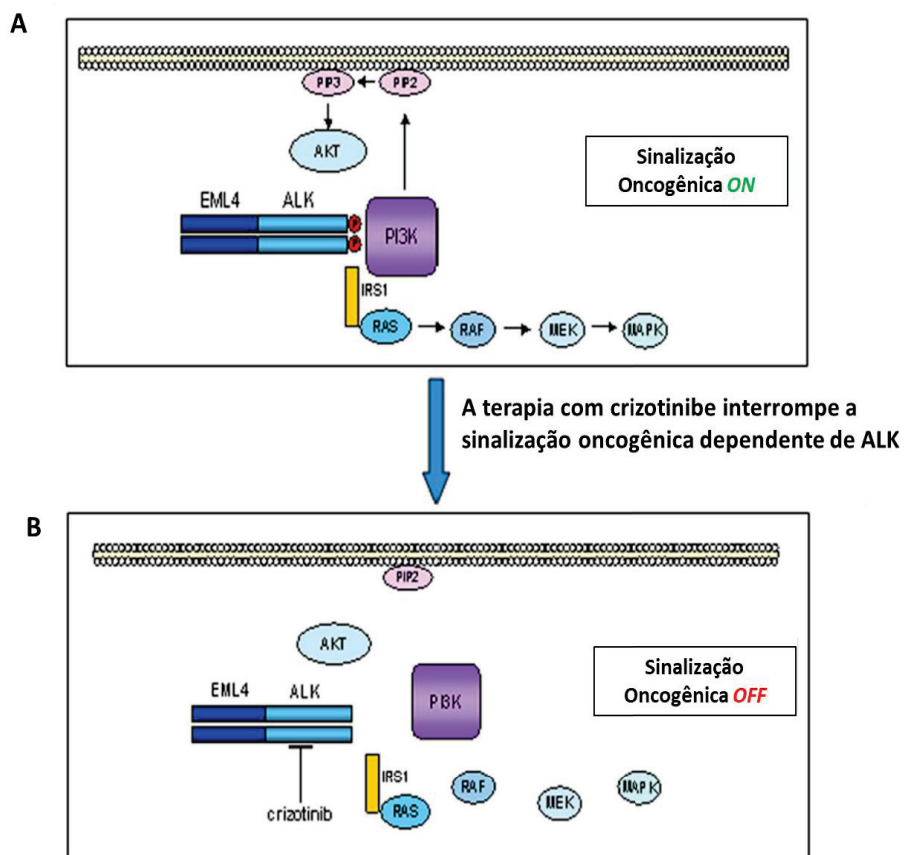 A
PIP3
PIP2
AKT
Sinalização
Oncogênica ON
EML4
ALK
P
P
PI3K
IRS1
RAS
RAF
MEK
MAPK
A terapia com crizotinibe interrompe a
sinalização oncogênica dependente de ALK
B
PIP2
AKT
Sinalização
Oncogênica OFF
EML4
ALK
PI3K
IRS1
RAF
MAPK
RAS
MEK
crizotinib